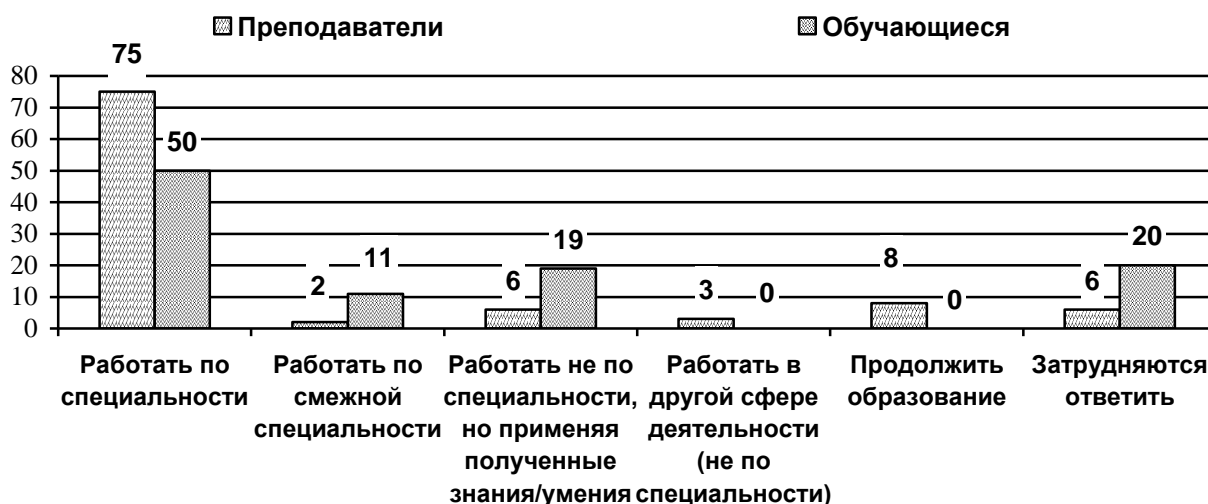 Преподаватели Обучающиеся
75
80
70
60
50
40
30
20
10
0
50
2
11
6
19
3
0
8
0
6
20
Работать по
специальности
Работать по
смежной
специальности
Работать не по
специальности,
но применяя
полученные
знания/умения
Работать в
другой сфере
деятельности
(не по
специальности)
Продолжить
образование
Затрудняются
ответить